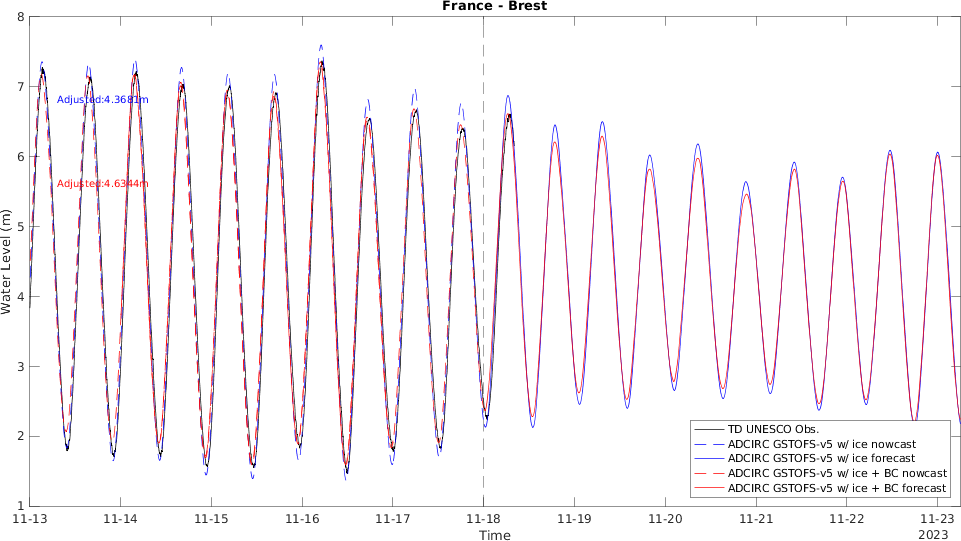 France - Brest
8
7
6
5
4
3
2
1
Water Level (m)
Adjusted:4.3681m
Adjusted:4.6344m
TD UNESCO Obs.
ADCIRC GSTOFS-v5 w/ ice nowcast
ADCIRC GSTOFS-v5 w/ ice forecast
ADCIRC GSTOFS-v5 w/ ice + BC nowcast
ADCIRC GSTOFS-v5 w/ ice + BC forecast
11-13 11-14 11-15 11-16 11-17 11-18 11-19 11-20 11-21 11-22 11-23
Time
2023